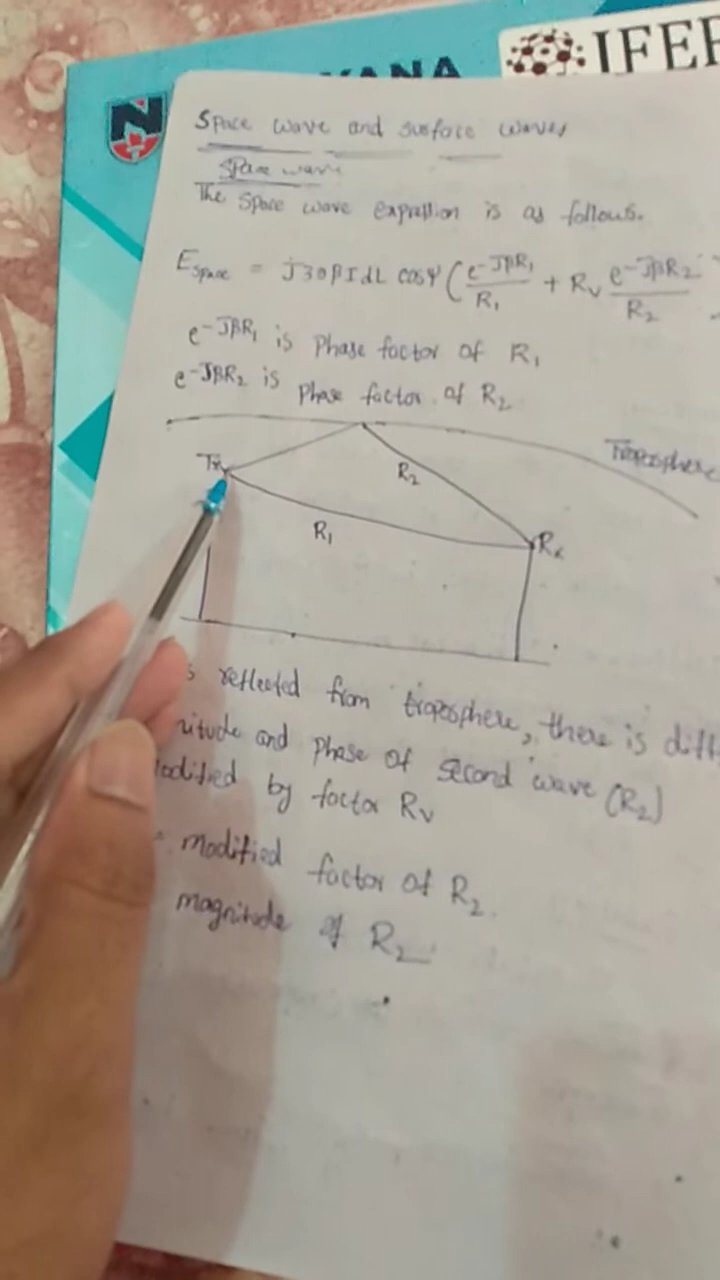 YANA
IFEE
Space wave and surface waves
Space wave
The space wave expression is as follows.
E_space = j30βIdL cosΨ (e^-JβR₁/R₁ + Rᵥ e^-JβR₂/R₂
e^-JβR₁ is Phase factor of R₁
e^-JβR₂ is Phase factor of R₂
Troposphere
Tx
R₂
R₁
Rx
s reflected from troposphere, there is diff
nitude and Phase of second wave (R₂)
odified by factor Rᵥ
modified factor of R₂.
magnitude of R₂